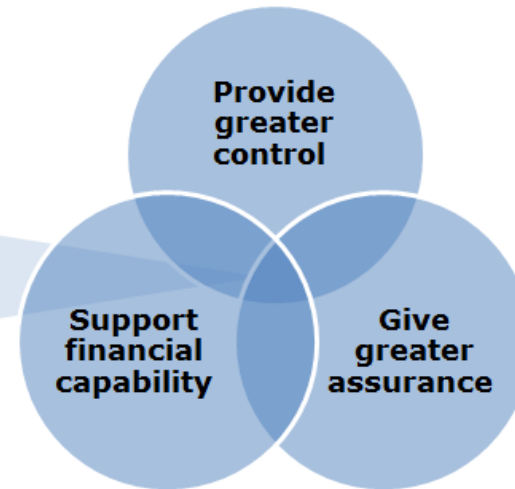 Provide
greater
control
Support
financial
capability
Give
greater
assurance